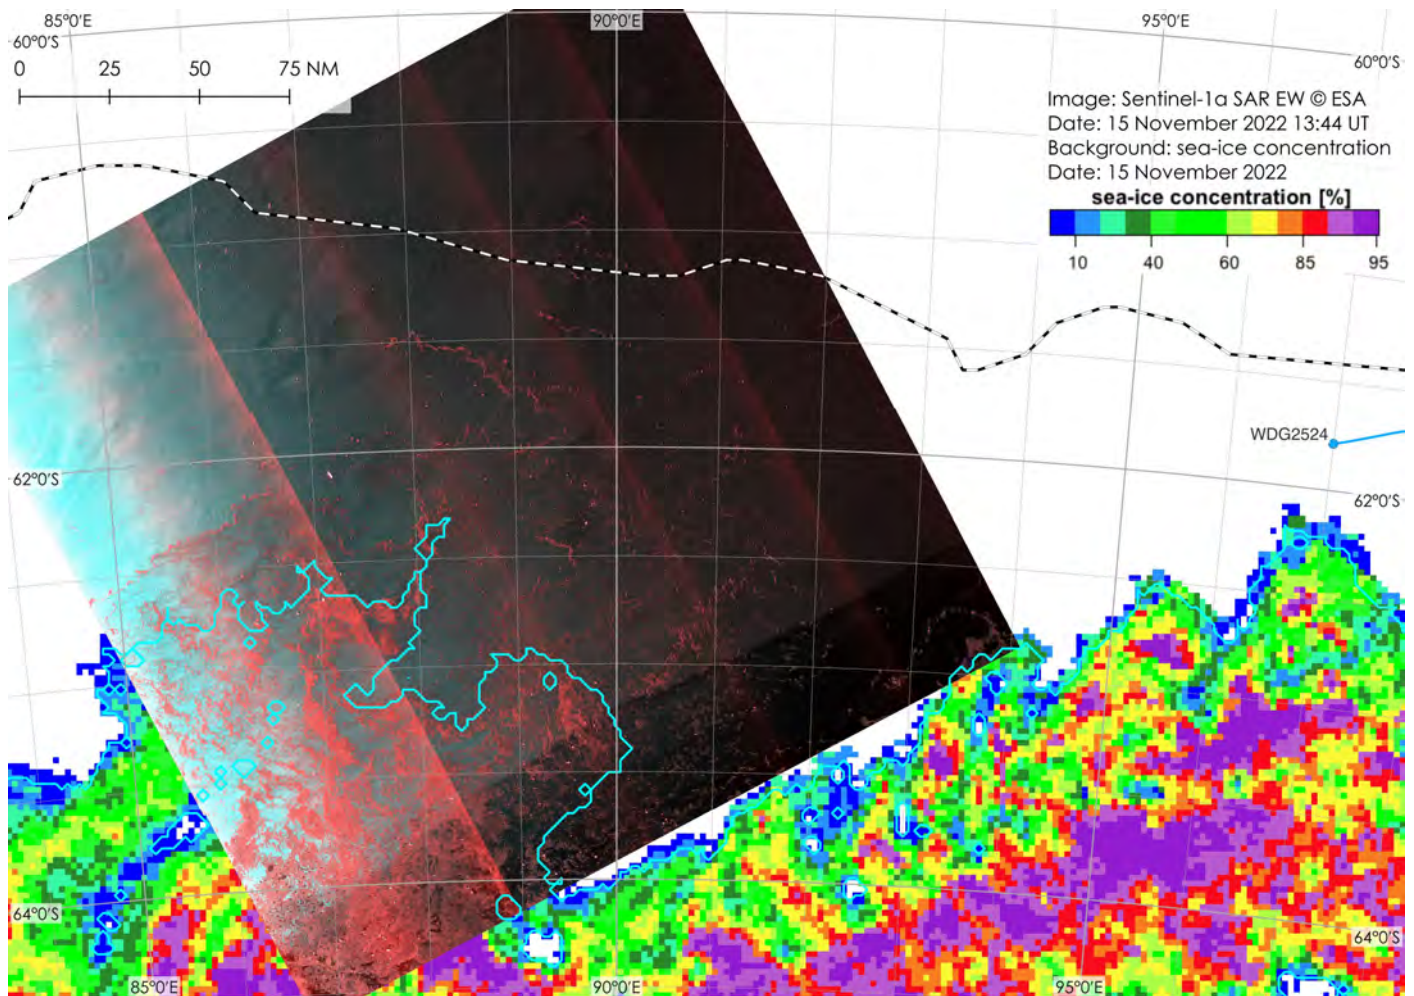 85°0'E
90°0'E
95°0'E
60°0'S
60°0'S
0 25 50 75 NM
Image: Sentinel-1a SAR EW © ESA
Date: 15 November 2022 13:44 UT
Background: sea-ice concentration
Date: 15 November 2022
sea-ice concentration [%]
10 40 60 85 95
WDG2524
62°0'S
62°0'S
64°0'S
64°0'S
85°0'E
90°0'E
95°0'E